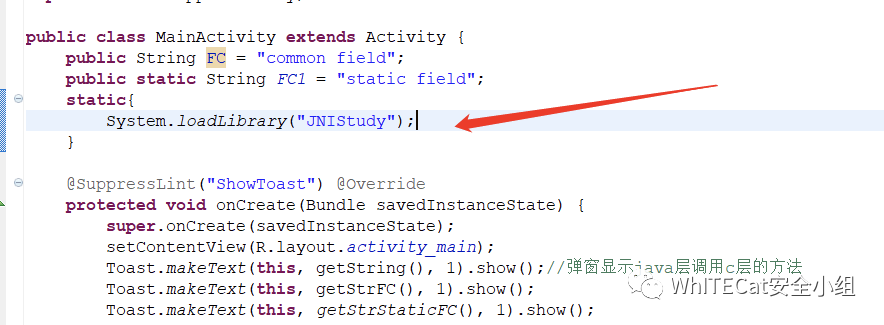 public class MainActivity extends Activity {
public String FC = "common field";
public static String FC1 = "static field";
static{
System.loadLibrary("JNIStudy");
}
@SuppressLint("ShowToast") @Override
protected void onCreate(Bundle savedInstanceState) {
super.onCreate(savedInstanceState);
setContentView(R.layout.activity_main);
Toast.makeText(this, getString(), 1).show();//弹窗显示java层调用c层的方法
Toast.makeText(this, getStrFC(), 1).show();
Toast.makeText(this, getStrStaticFC(), 1).show();
WhITECat安全小组